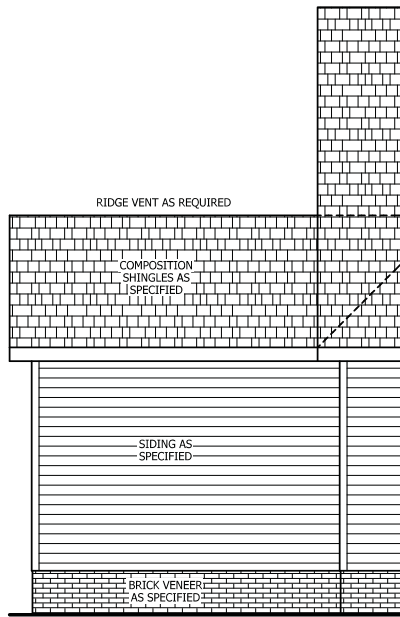 RIDGE VENT AS REQUIRED
COMPOSITION
SHINGLES AS
SPECIFIED
SIDING AS
SPECIFIED
BRICK VENEER
AS SPECIFIED